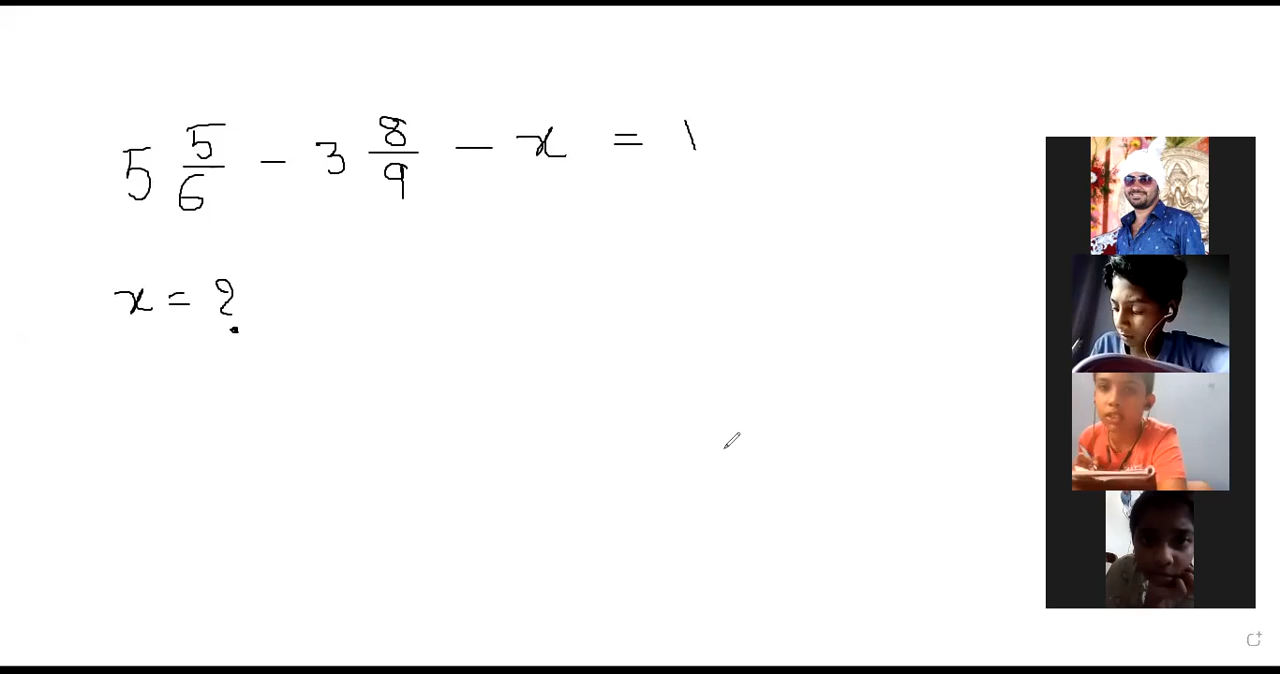 5 5/6 - 3 8/9 - x = 1
x = ?